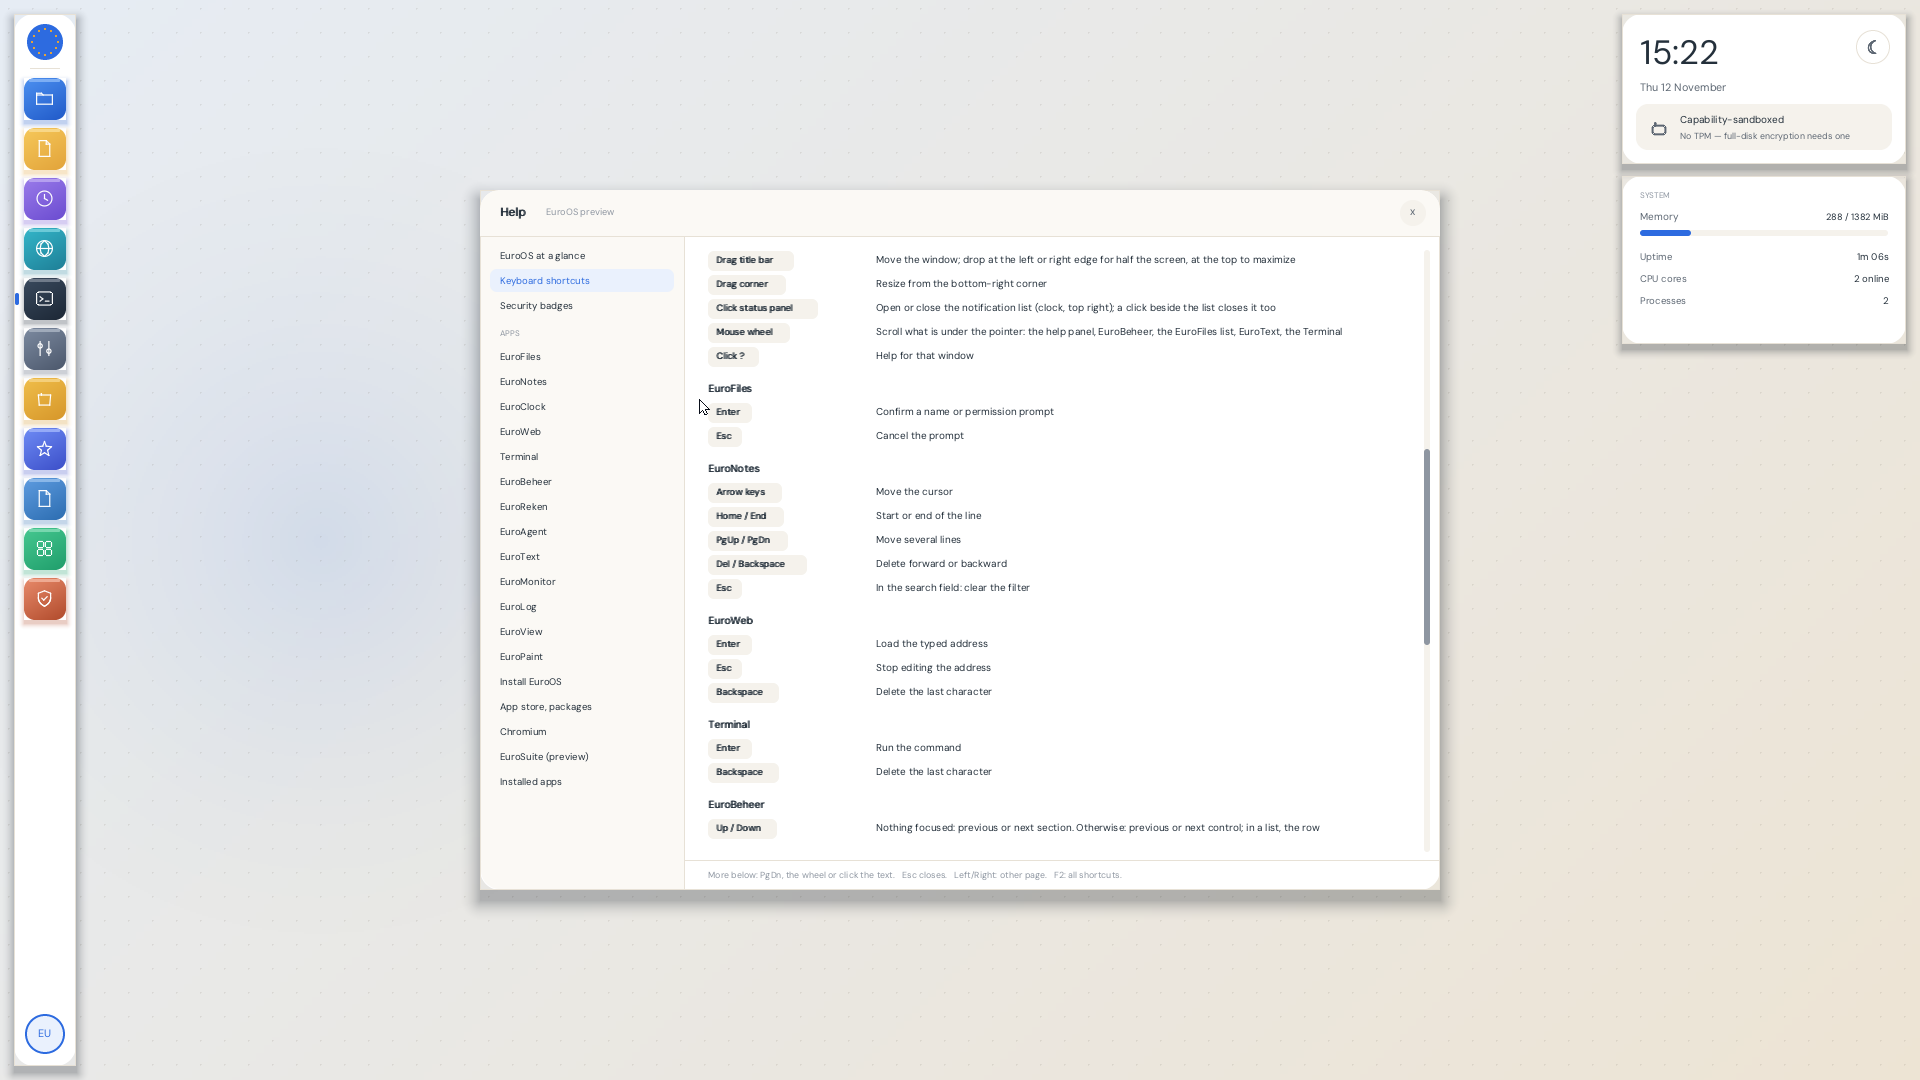 Help EuroOS preview x
EuroOS at a glance
Keyboard shortcuts
Security badges
APPS
EuroFiles
EuroNotes
EuroClock
EuroWeb
Terminal
EuroBeheer
EuroReken
EuroAgent
EuroText
EuroMonitor
EuroLog
EuroView
EuroPaint
Install EuroOS
App store, packages
Chromium
EuroSuite (preview)
Installed apps
Drag title bar Move the window; drop at the left or right edge for half the screen, at the top to maximize
Drag corner Resize from the bottom-right corner
Click status panel Open or close the notification list (clock, top right); a click beside the list closes it too
Mouse wheel Scroll what is under the pointer: the help panel, EuroBeheer, the EuroFiles list, EuroText, the Terminal
Click ? Help for that window
EuroFiles
Enter Confirm a name or permission prompt
Esc Cancel the prompt
EuroNotes
Arrow keys Move the cursor
Home / End Start or end of the line
PgUp / PgDn Move several lines
Del / Backspace Delete forward or backward
Esc In the search field: clear the filter
EuroWeb
Enter Load the typed address
Esc Stop editing the address
Backspace Delete the last character
Terminal
Enter Run the command
Backspace Delete the last character
EuroBeheer
Up / Down Nothing focused: previous or next section. Otherwise: previous or next control; in a list, the row
More below: PgDn, the wheel or click the text. Esc closes. Left/Right: other page. F2: all shortcuts.
15:22
Thu 12 November
Capability-sandboxed
No TPM — full-disk encryption needs one
SYSTEM
Memory 288 / 1382 MiB
Uptime 1m 06s
CPU cores 2 online
Processes 2
EU